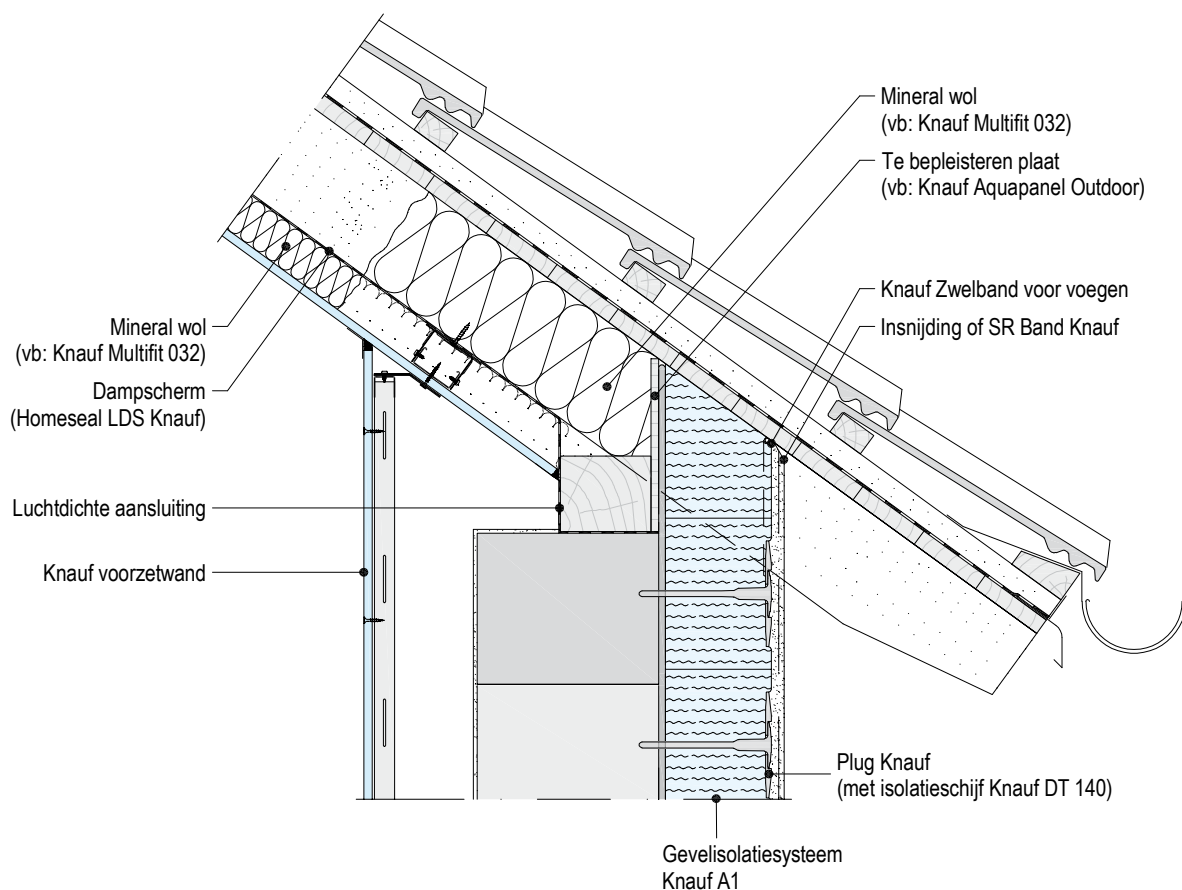 Mineral wol
(vb: Knauf Multifit 032)
Te bepleisteren plaat
(vb: Knauf Aquapanel Outdoor)
Knauf Zwelband voor voegen
Insnijding of SR Band Knauf
Mineral wol
(vb: Knauf Multifit 032)
Dampscherm
(Homeseal LDS Knauf)
Luchtdichte aansluiting
Knauf voorzetwand
Plug Knauf
(met isolatieschijf Knauf DT 140)
Gevelisolatiesysteem
Knauf A1